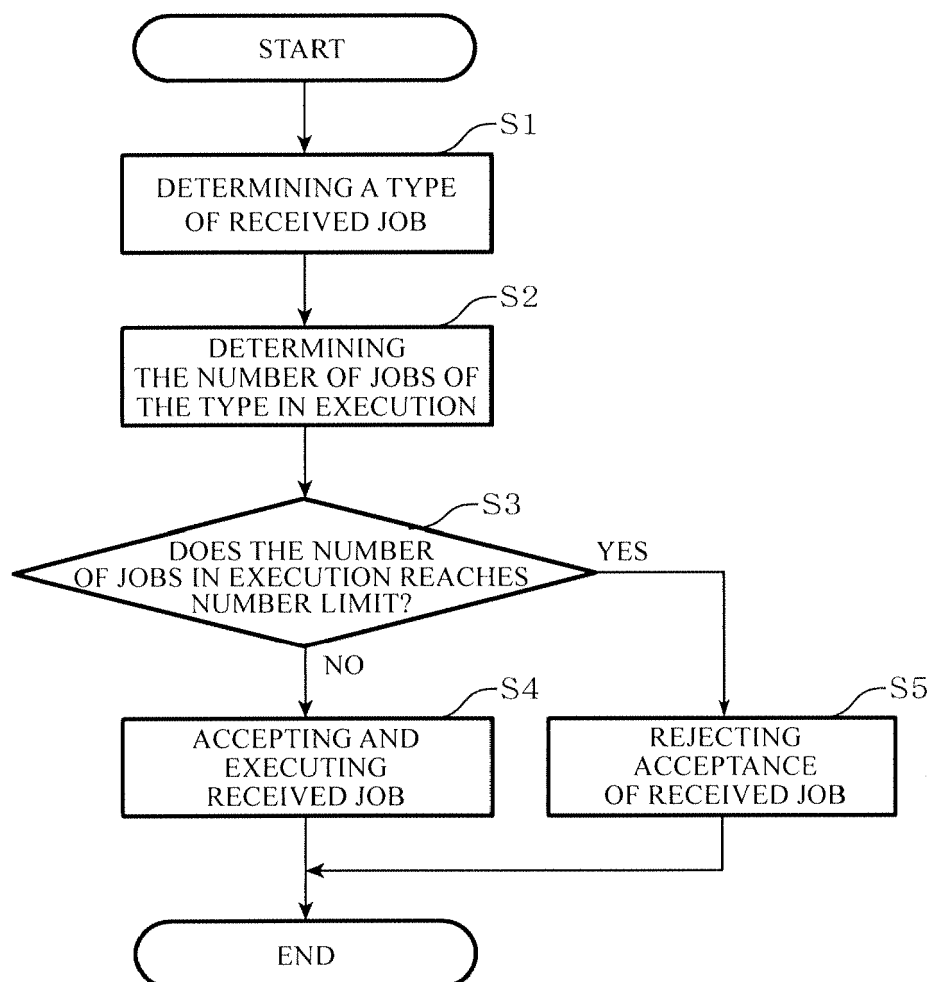 START
S1
DETERMINING A TYPE
OF RECEIVED JOB
S2
DETERMINING
THE NUMBER OF JOBS OF
THE TYPE IN EXECUTION
S3
DOES THE NUMBER
OF JOBS IN EXECUTION REACHES
NUMBER LIMIT?
YES
NO
S4
ACCEPTING AND
EXECUTING
RECEIVED JOB
S5
REJECTING
ACCEPTANCE
OF RECEIVED JOB
END